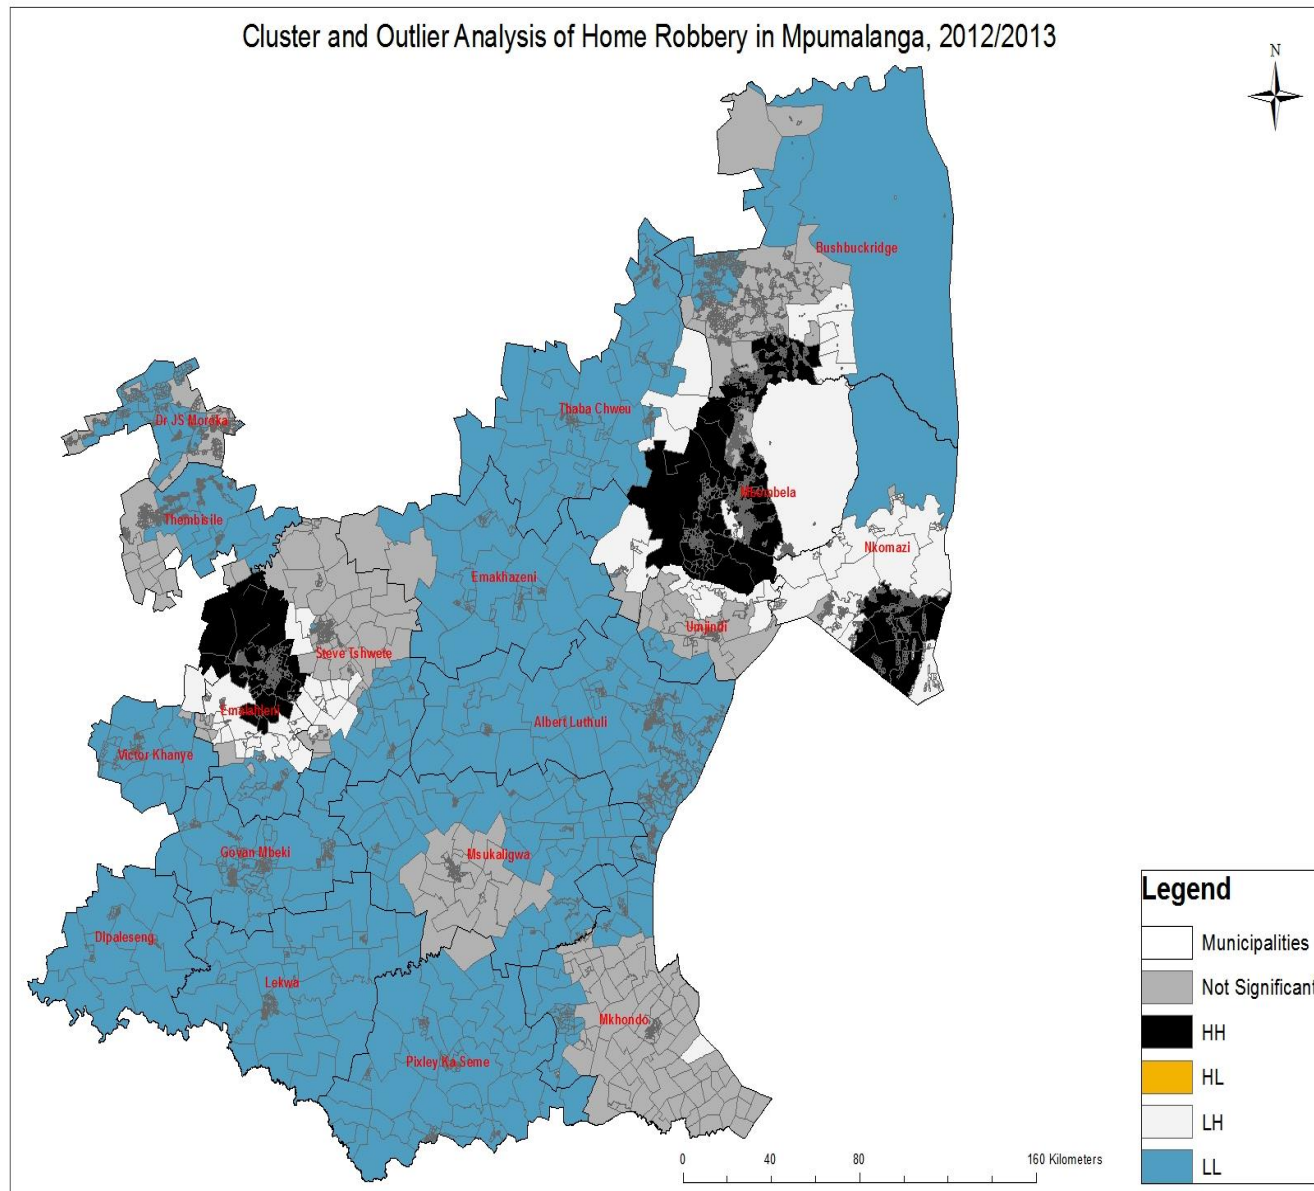 Cluster and Outlier Analysis of Home Robbery in Mpumalanga, 2012/2013
N
Bushbuckridge
Thaba Chweu
Dr JS Moroka
Mbombela
Thembisile
Nkomazi
Emakhazeni
Umjindi
Steve Tshwete
Emalahleni
Albert Luthuli
Victor Khanye
Govan Mbeki
Msukaligwa
Dipaleseng
Lekwa
Mkhondo
Pixley Ka Seme
Legend
Municipalities
Not Significant
HH
HL
LH
LL
0 40 80 160 Kilometers